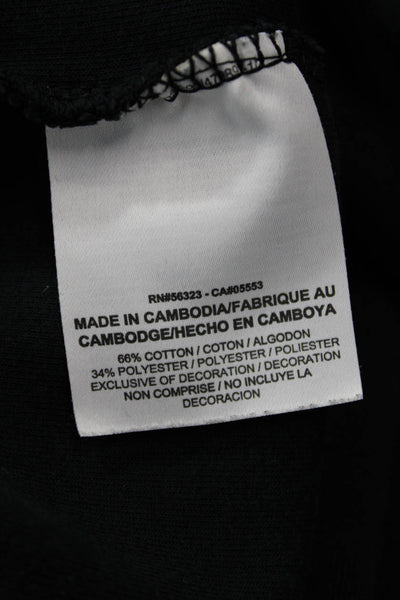 RN#56323 - CA#05553
MADE IN CAMBODIA/FABRIQUE AU
CAMBODGE/HECHO EN CAMBOYA
66% COTTON / COTON / ALGODON
34% POLYESTER / POLYESTER / POLIESTER
EXCLUSIVE OF DECORATION / DECORATION
NON COMPRISE / NO INCLUYE LA
DECORACION